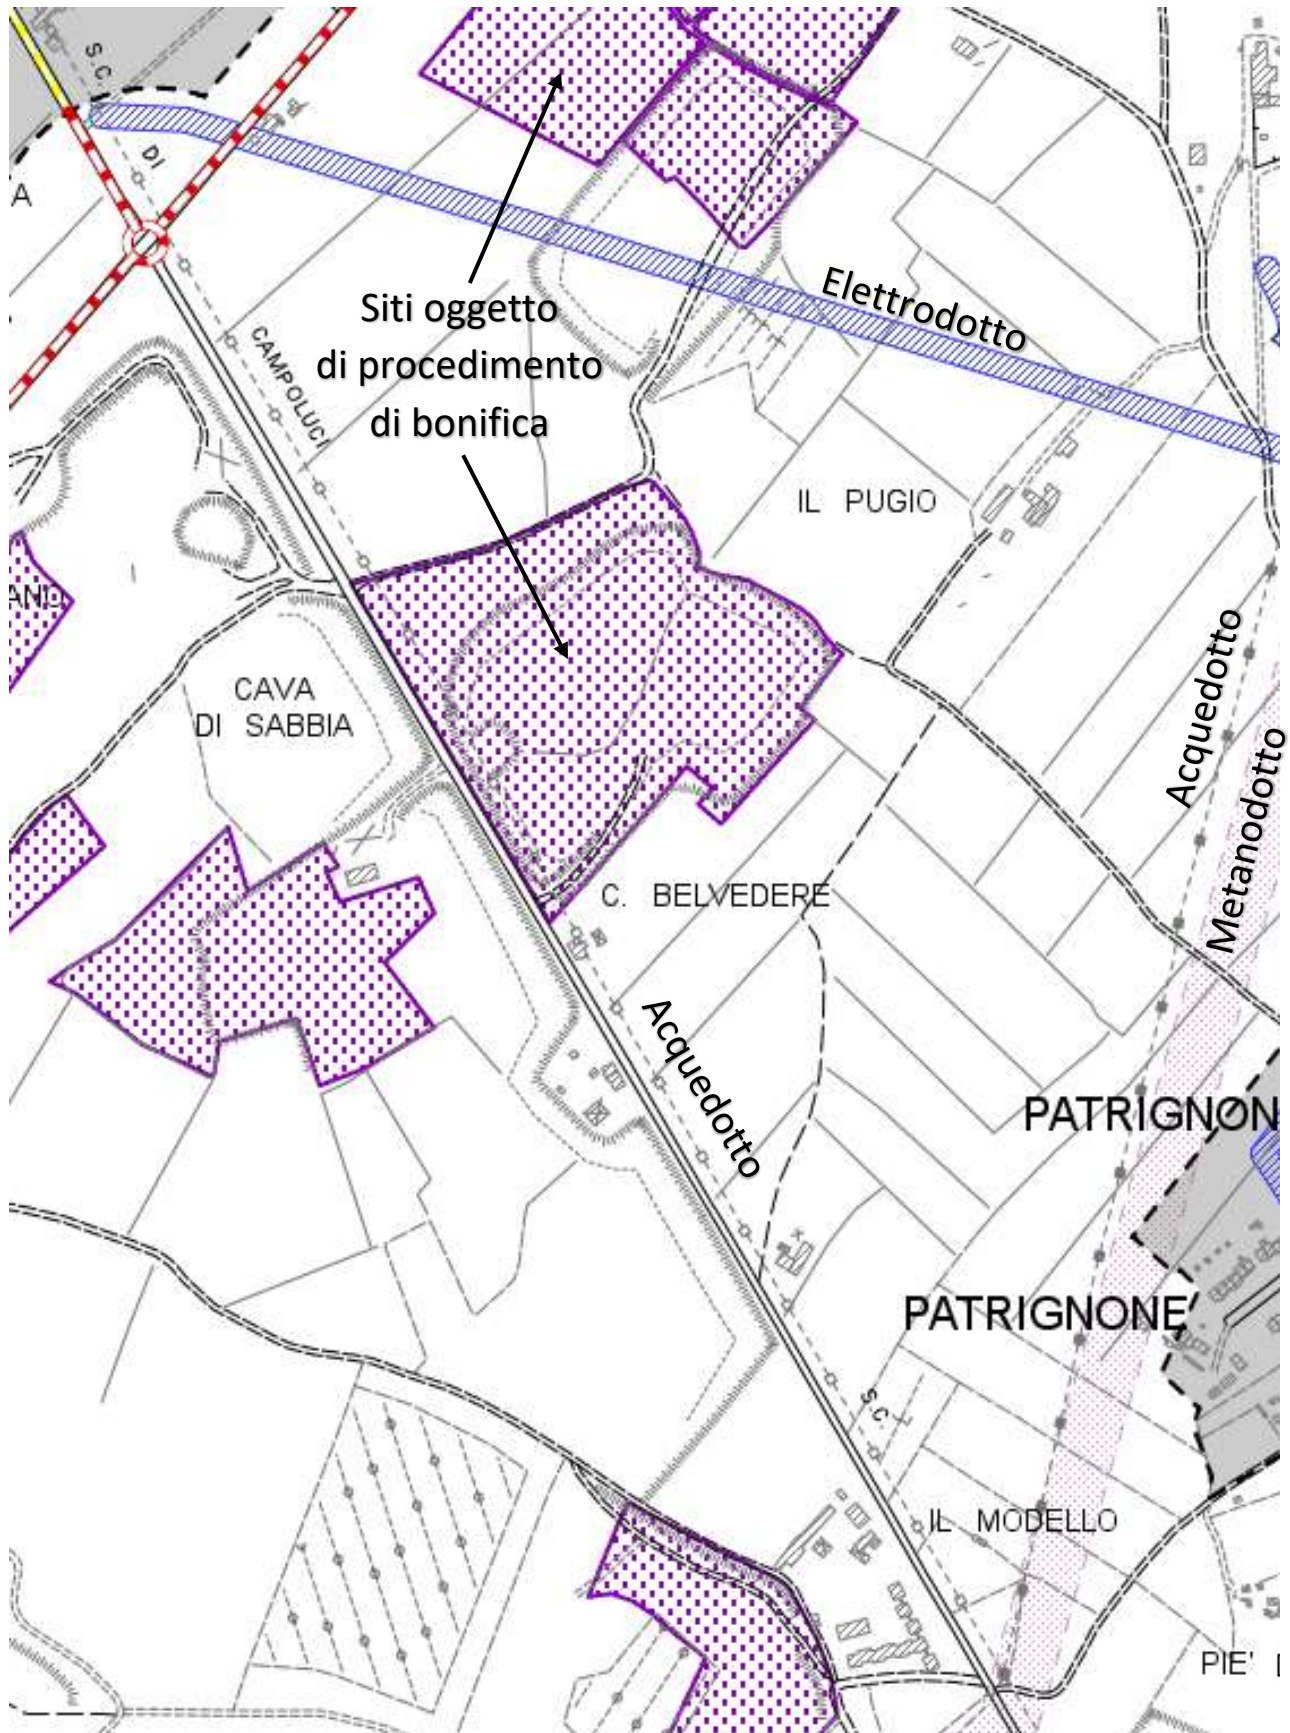 S.C.
DI
CAMPOLUCI
A
Siti oggetto
di procedimento
di bonifica
Elettrodotto
IL PUGIO
Acquedotto
Metanodotto
CAVA
DI SABBIA
C. BELVEDERE
Acquedotto
PATRIGNON
PATRIGNONE
S.C.
IL MODELLO
PIE'